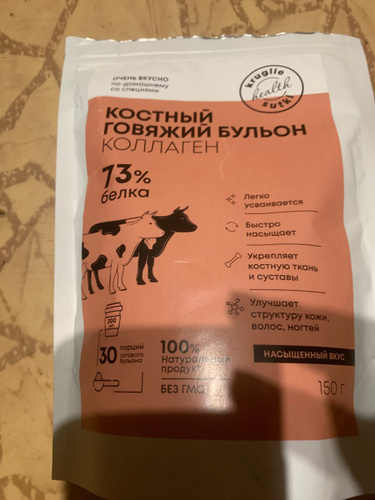 ОЧЕНЬ ВКУСНО
по-домашнему
со специями
kruglie
health
sutki
КОСТНЫЙ
ГОВЯЖИЙ БУЛЬОН
КОЛЛАГЕН
73%
белка
Легко
усваивается
Быстро
насыщает
Укрепляет
костную ткань
и суставы
Улучшает
структуру кожи,
волос, ногтей
200
мл
30
порций
готового
бульона
100%
Натуральный
продукт
БЕЗ ГМО
НАСЫЩЕННЫЙ ВКУС
150 г